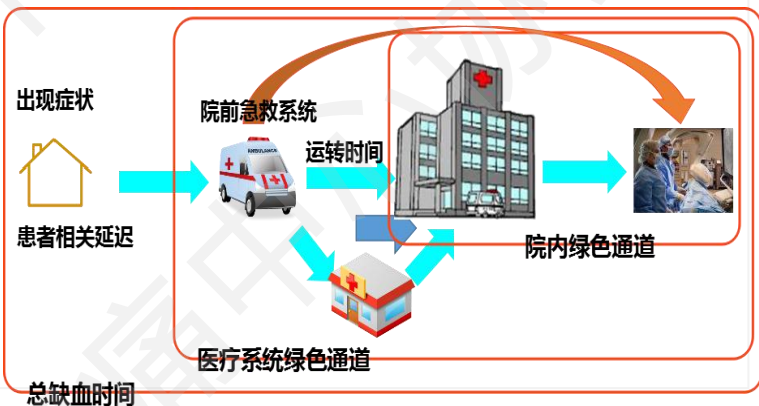 出现症状
院前急救系统
AMBULANCE
运转时间
患者相关延迟
院内绿色通道
医疗系统绿色通道
总缺血时间